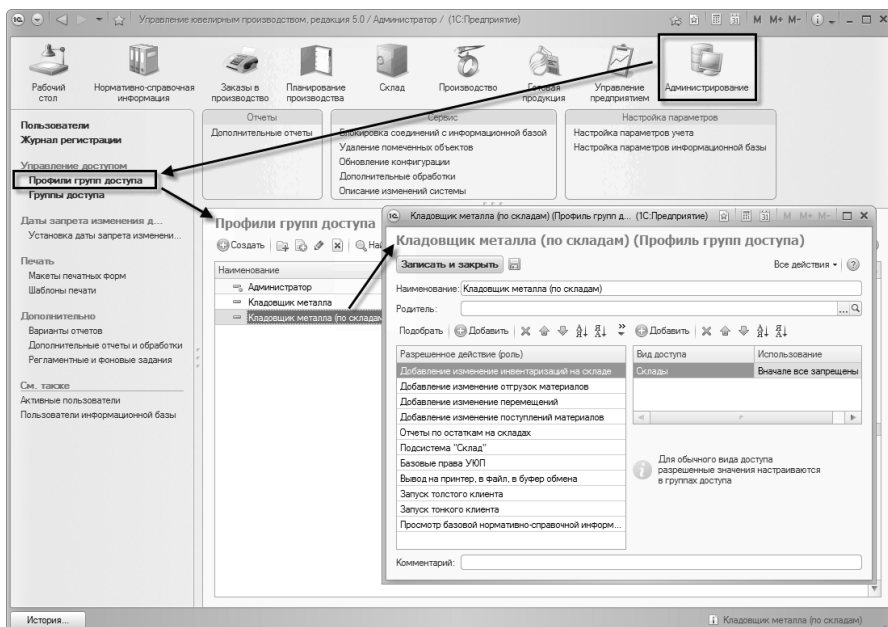 1С Управление ювелирным производством, редакция 5.0 / Администратор / (1С:Предприятие) M M+ M-
Рабочий стол
Нормативно-справочная информация
Заказы в производство
Планирование производства
Склад
Производство
Готовая продукция
Управление предприятием
Администрирование
Пользователи
Журнал регистрации
Управление доступом
Профили групп доступа
Группы доступа
Даты запрета изменения д...
Установка даты запрета изменени...
Печать
Макеты печатных форм
Шаблоны печати
Дополнительно
Варианты отчетов
Дополнительные отчеты и обработки
Регламентные и фоновые задания
См. также
Активные пользователи
Пользователи информационной базы
Отчеты
Дополнительные отчеты
Сервис
Блокировка соединений с информационной базой
Удаление помеченных объектов
Обновление конфигурации
Дополнительные обработки
Описание изменений системы
Настройка параметров
Настройка параметров учета
Настройка параметров информационной базы
Профили групп доступа
Создать
Наименование
Администратор
Кладовщик металла
Кладовщик металла (по складам
1С Кладовщик металла (по складам) (Профиль групп д... (1С:Предприятие) M M+ M-
Кладовщик металла (по складам) (Профиль групп доступа)
Записать и закрыть Все действия
Наименование: Кладовщик металла (по складам)
Родитель:
Подобрать Добавить
Добавить
Разрешенное действие (роль)
Добавление изменение инвентаризаций на складе
Добавление изменение отгрузок материалов
Добавление изменение перемещений
Добавление изменение поступлений материалов
Отчеты по остаткам на складах
Подсистема "Склад"
Базовые права УЮП
Вывод на принтер, в файл, в буфер обмена
Запуск толстого клиента
Запуск тонкого клиента
Просмотр базовой нормативно-справочной информ...
Вид доступа Использование
Склады Вначале все запрещены
Для обычного вида доступа
разрешенные значения настраиваются
в группах доступа
Комментарий:
История...
Кладовщик металла (по складам)